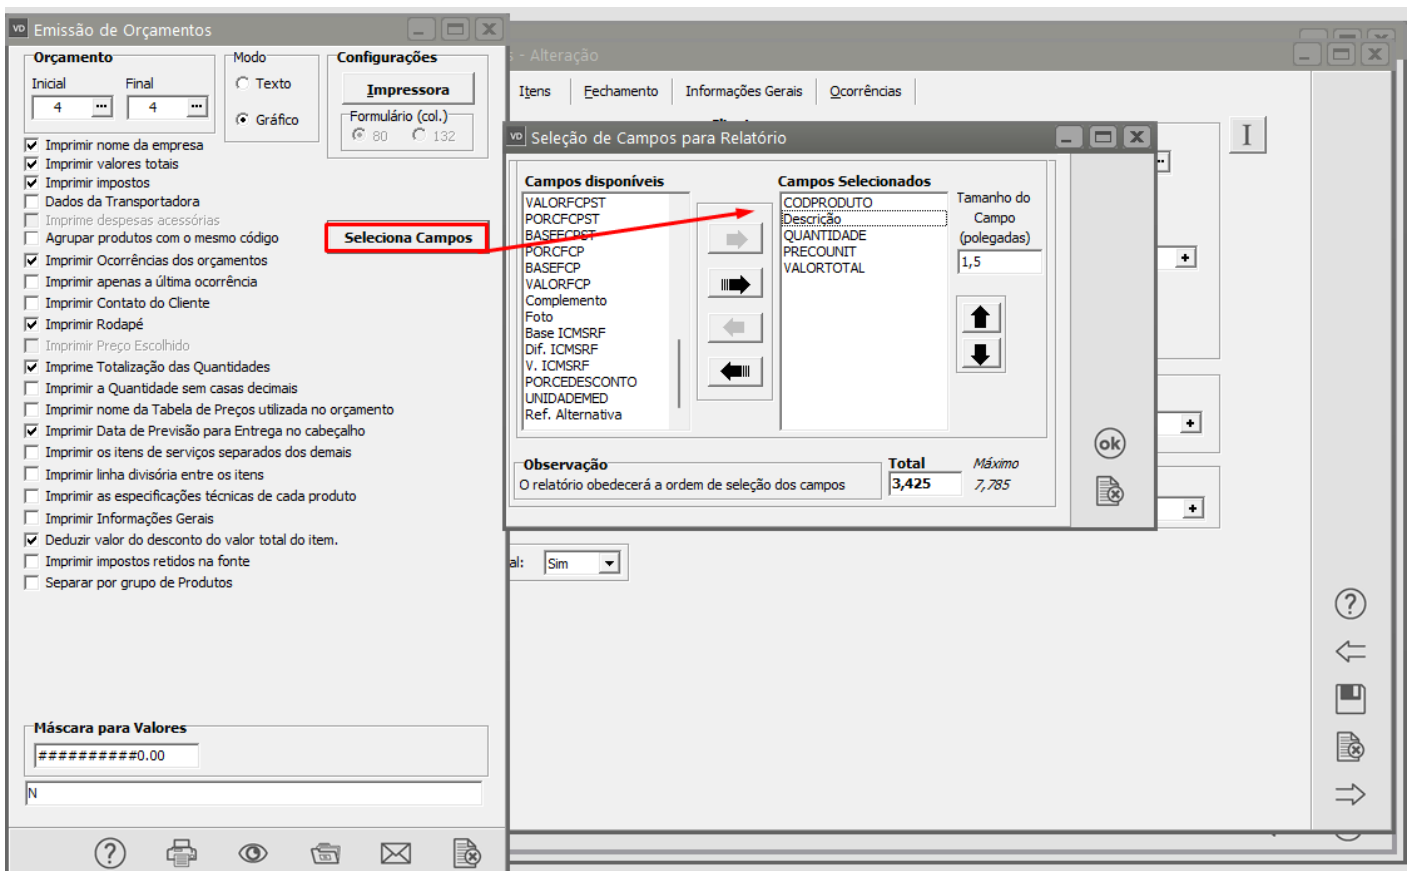 VD Emissão de Orçamentos
Orçamento
Inicial Final
4 ... 4 ...
Modo
Texto
Gráfico
Configurações
Impressora
Formulário (col.)
80 132
Imprimir nome da empresa
Imprimir valores totais
Imprimir impostos
Dados da Transportadora
Imprime despesas acessórias
Agrupar produtos com o mesmo código
Seleciona Campos
Imprimir Ocorrências dos orçamentos
Imprimir apenas a última ocorrência
Imprimir Contato do Cliente
Imprimir Rodapé
Imprimir Preço Escolhido
Imprime Totalização das Quantidades
Imprimir a Quantidade sem casas decimais
Imprimir nome da Tabela de Preços utilizada no orçamento
Imprimir Data de Previsão para Entrega no cabeçalho
Imprimir os itens de serviços separados dos demais
Imprimir linha divisória entre os itens
Imprimir as especificações técnicas de cada produto
Imprimir Informações Gerais
Deduzir valor do desconto do valor total do item.
Imprimir impostos retidos na fonte
Separar por grupo de Produtos
Máscara para Valores
##########0.00
N
- Alteração
Itens Fechamento Informações Gerais Ocorrências
VD Seleção de Campos para Relatório
Campos disponíveis
VALORFCPST
PORCFCPST
BASEFCPST
PORCFCP
BASEFCP
VALORFCP
Complemento
Foto
Base ICMSRF
Dif. ICMSRF
V. ICMSRF
PORCEDESCONTO
UNIDADEMED
Ref. Alternativa
Campos Selecionados
CODPRODUTO
Descrição
QUANTIDADE
PRECOUNIT
VALORTOTAL
Tamanho do
Campo
(polegadas)
1,5
ok
Observação
O relatório obedecerá a ordem de seleção dos campos
Total Máximo
3,425 7,785
al: Sim
I